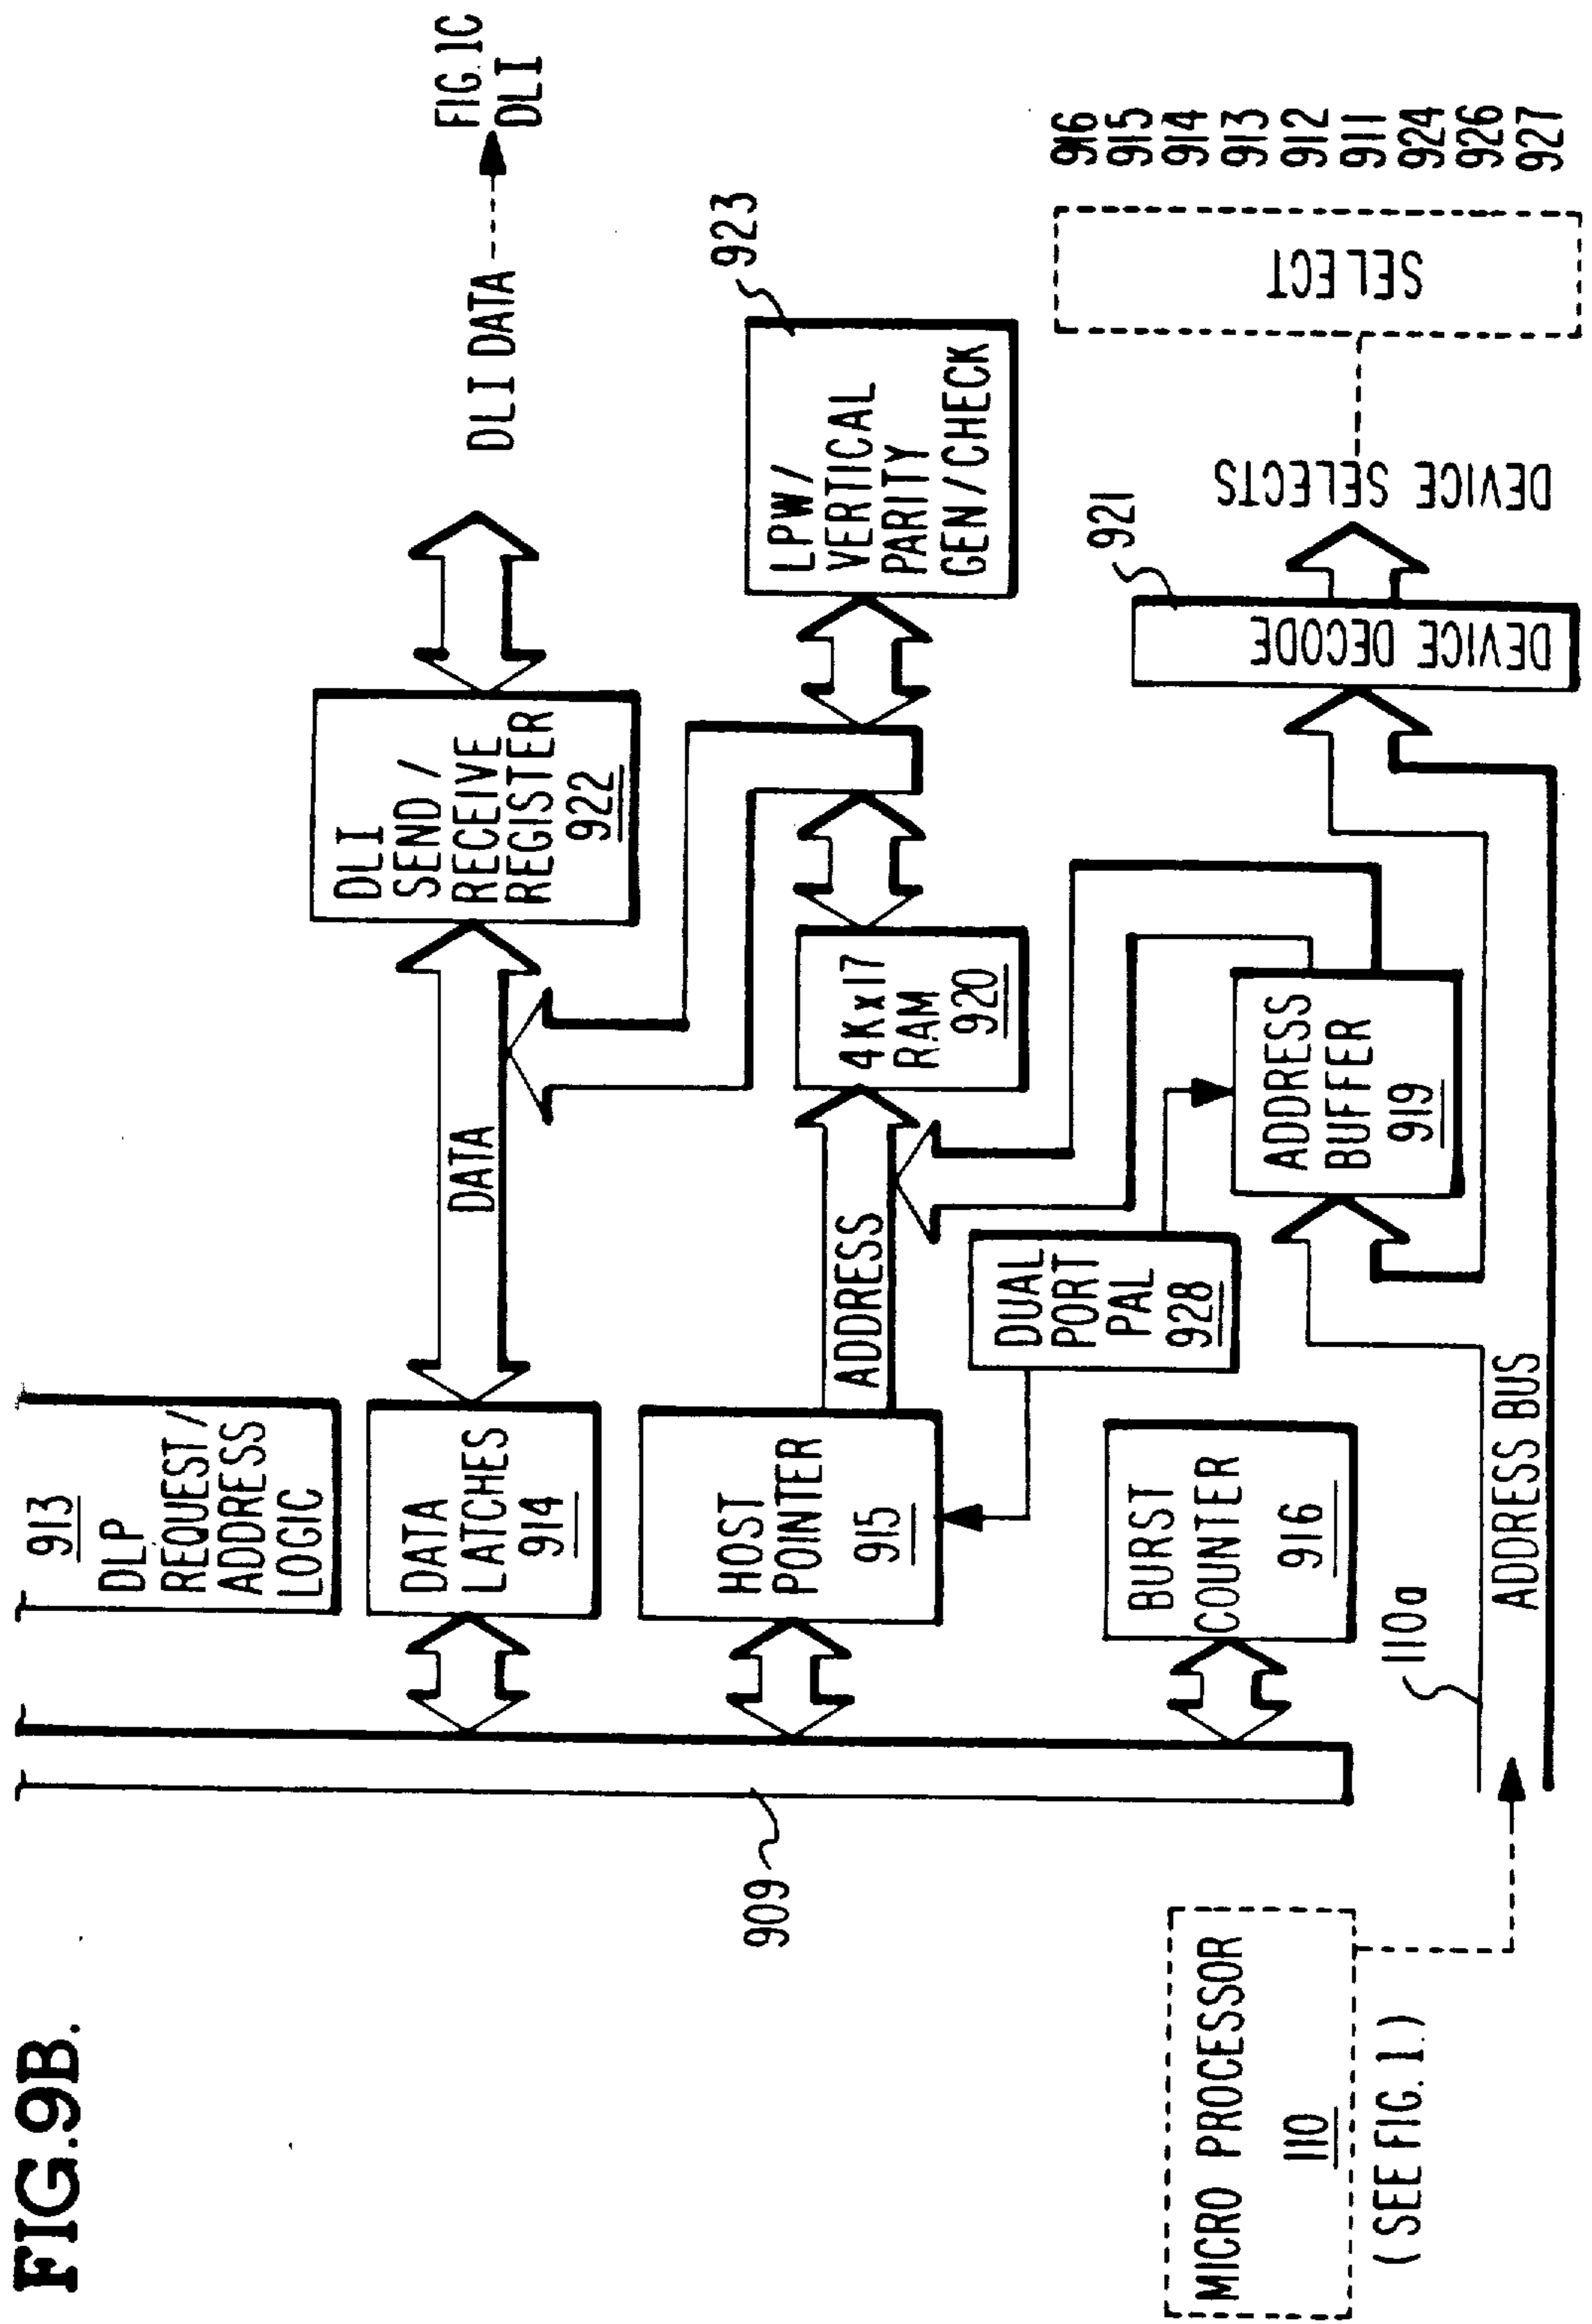 FIG.9B.
913
DLP
REQUEST/
ADDRESS
LOGIC
DATA
LATCHES
914
HOST
POINTER
915
BURST
COUNTER
916
909
MICRO PROCESSOR
110
(SEE FIG. 1.)
110a
ADDRESS BUS
DATA
ADDRESS
DUAL
PORT
PAL
928
ADDRESS
BUFFER
919
4K x 17
RAM
920
DLI
SEND /
RECEIVE
REGISTER
922
DLI DATA
FIG. 1C
DLI
923
LPW /
VERTICAL
PARITY
GEN/CHECK
921
DEVICE DECODE
DEVICE SELECTS
SELECT
916
915
914
913
912
911
924
926
927